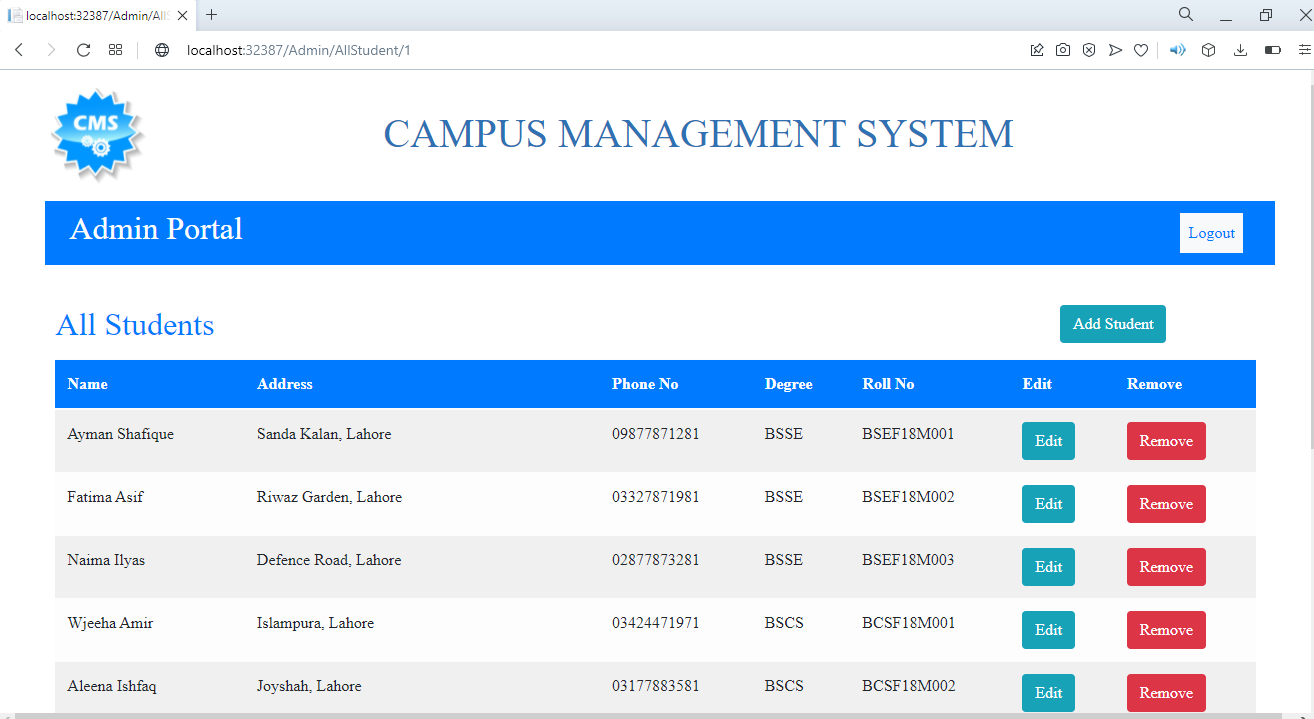 localhost:32387/Admin/AllS
localhost:32387/Admin/AllStudent/1
CMS
CAMPUS MANAGEMENT SYSTEM
Admin Portal
Logout
All Students
Add Student
Name Address Phone No Degree Roll No Edit Remove
Ayman Shafique Sanda Kalan, Lahore 09877871281 BSSE BSEF18M001 Edit Remove
Fatima Asif Riwaz Garden, Lahore 03327871981 BSSE BSEF18M002 Edit Remove
Naima Ilyas Defence Road, Lahore 02877873281 BSSE BSEF18M003 Edit Remove
Wjeeha Amir Islampura, Lahore 03424471971 BSCS BCSF18M001 Edit Remove
Aleena Ishfaq Joyshah, Lahore 03177883581 BSCS BCSF18M002 Edit Remove